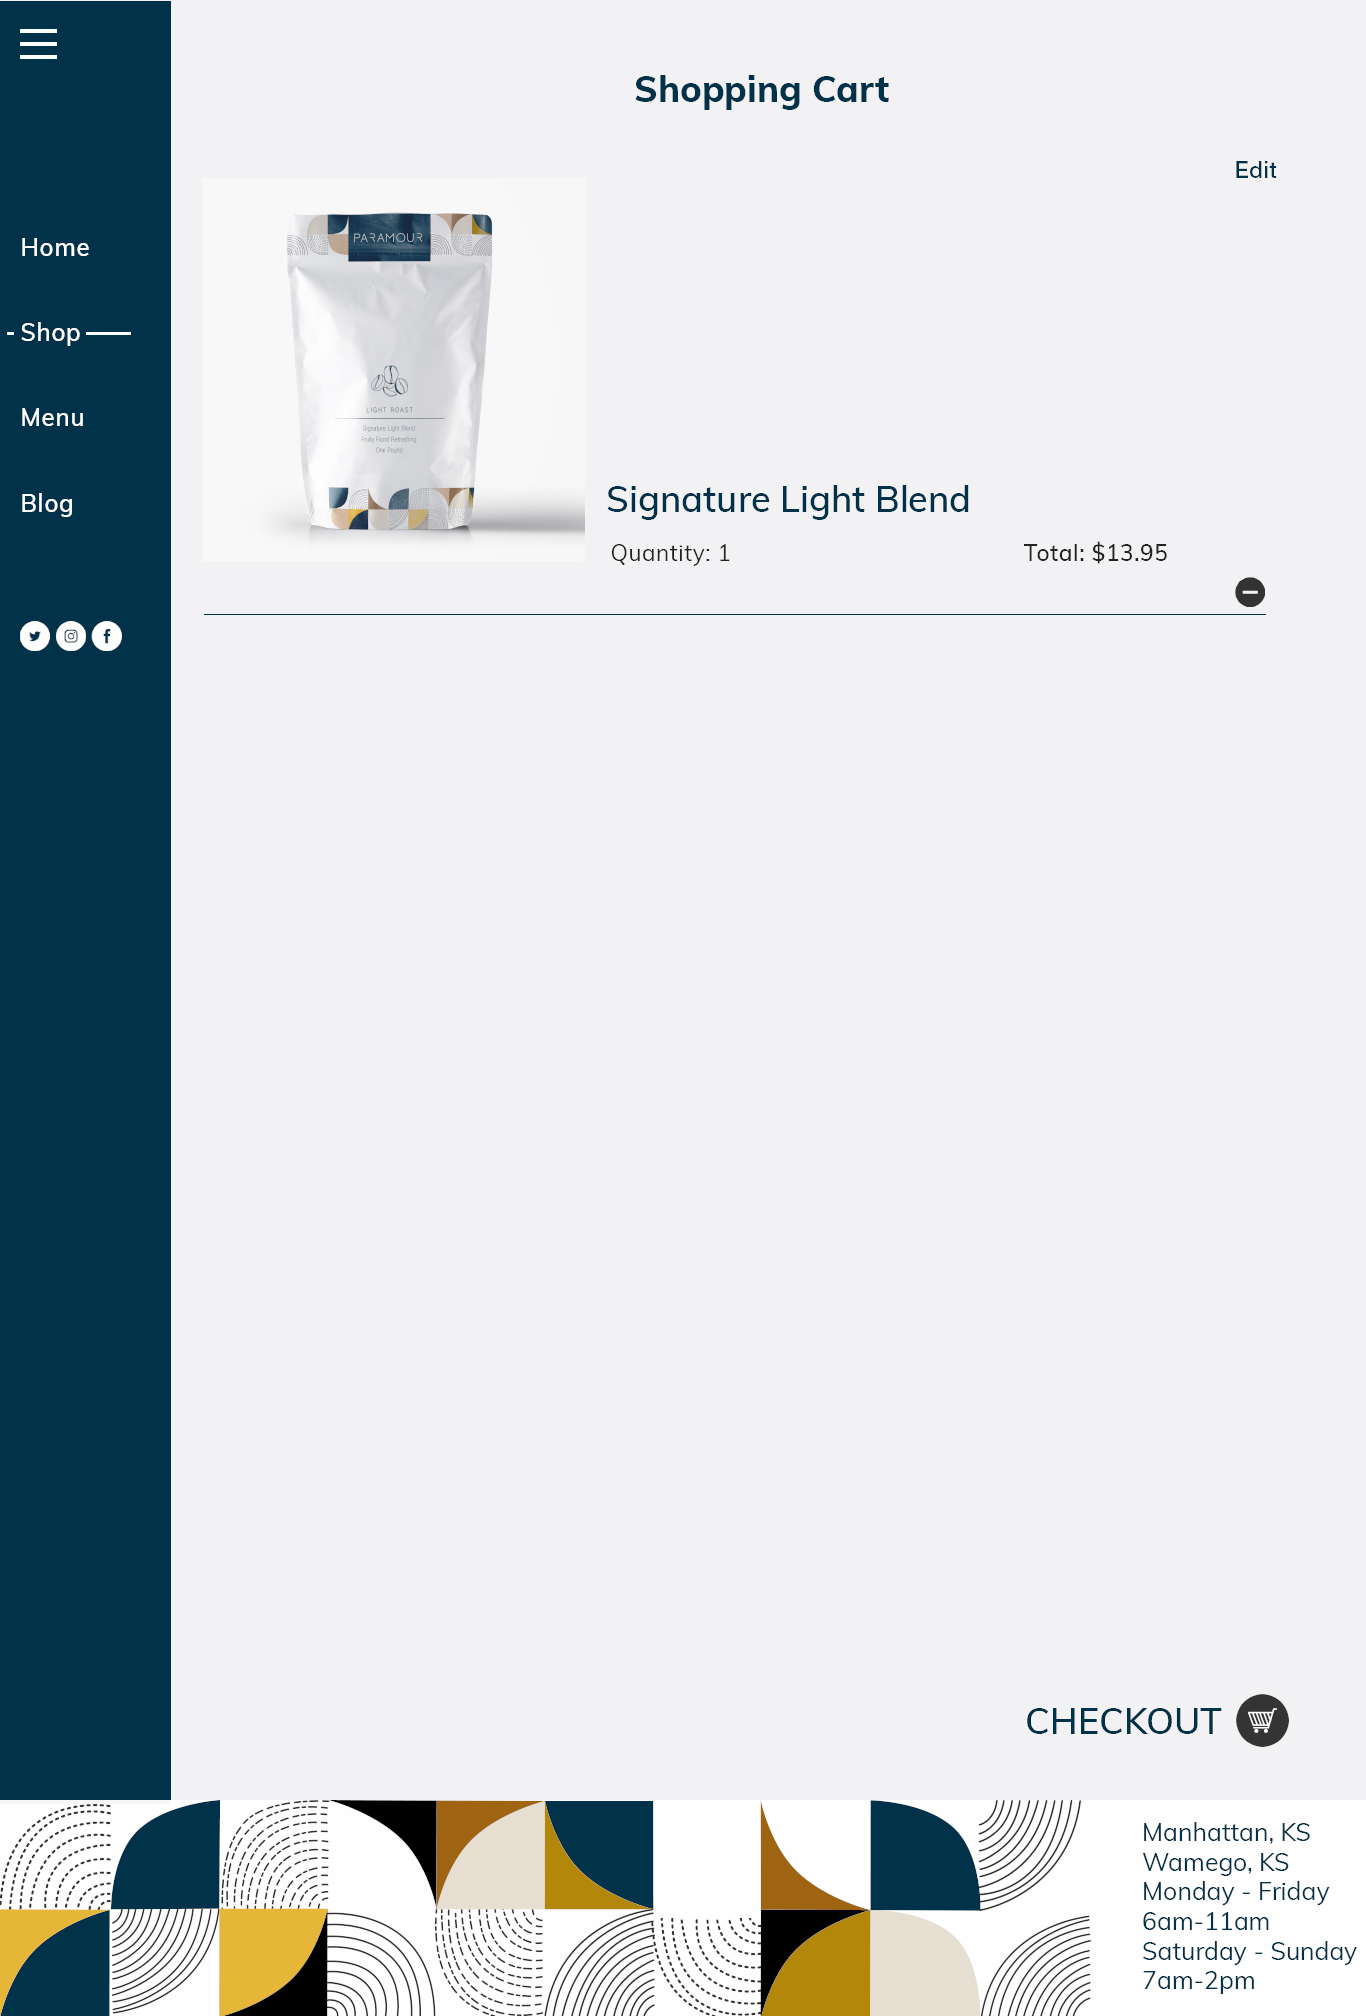 Shopping Cart
Edit
Home
Shop
Menu
Blog
PARAMOUR
LIGHT ROAST
Signature Light Blend
Fruity Floral Refreshing
One Pound
Signature Light Blend
Quantity: 1
Total: $13.95
CHECKOUT
Manhattan, KS
Wamego, KS
Monday - Friday
6am-11am
Saturday - Sunday
7am-2pm